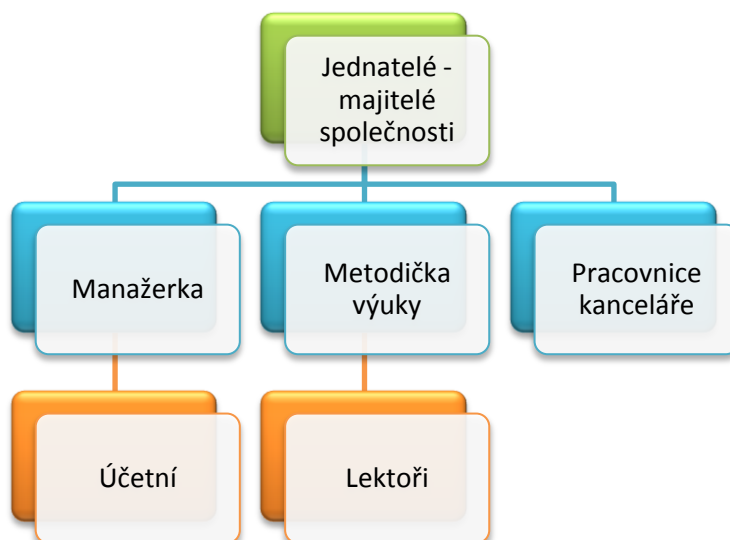 Jednatelé -
majitelé
společnosti
Manažerka
Metodička
výuky
Pracovnice
kanceláře
Účetní
Lektoři